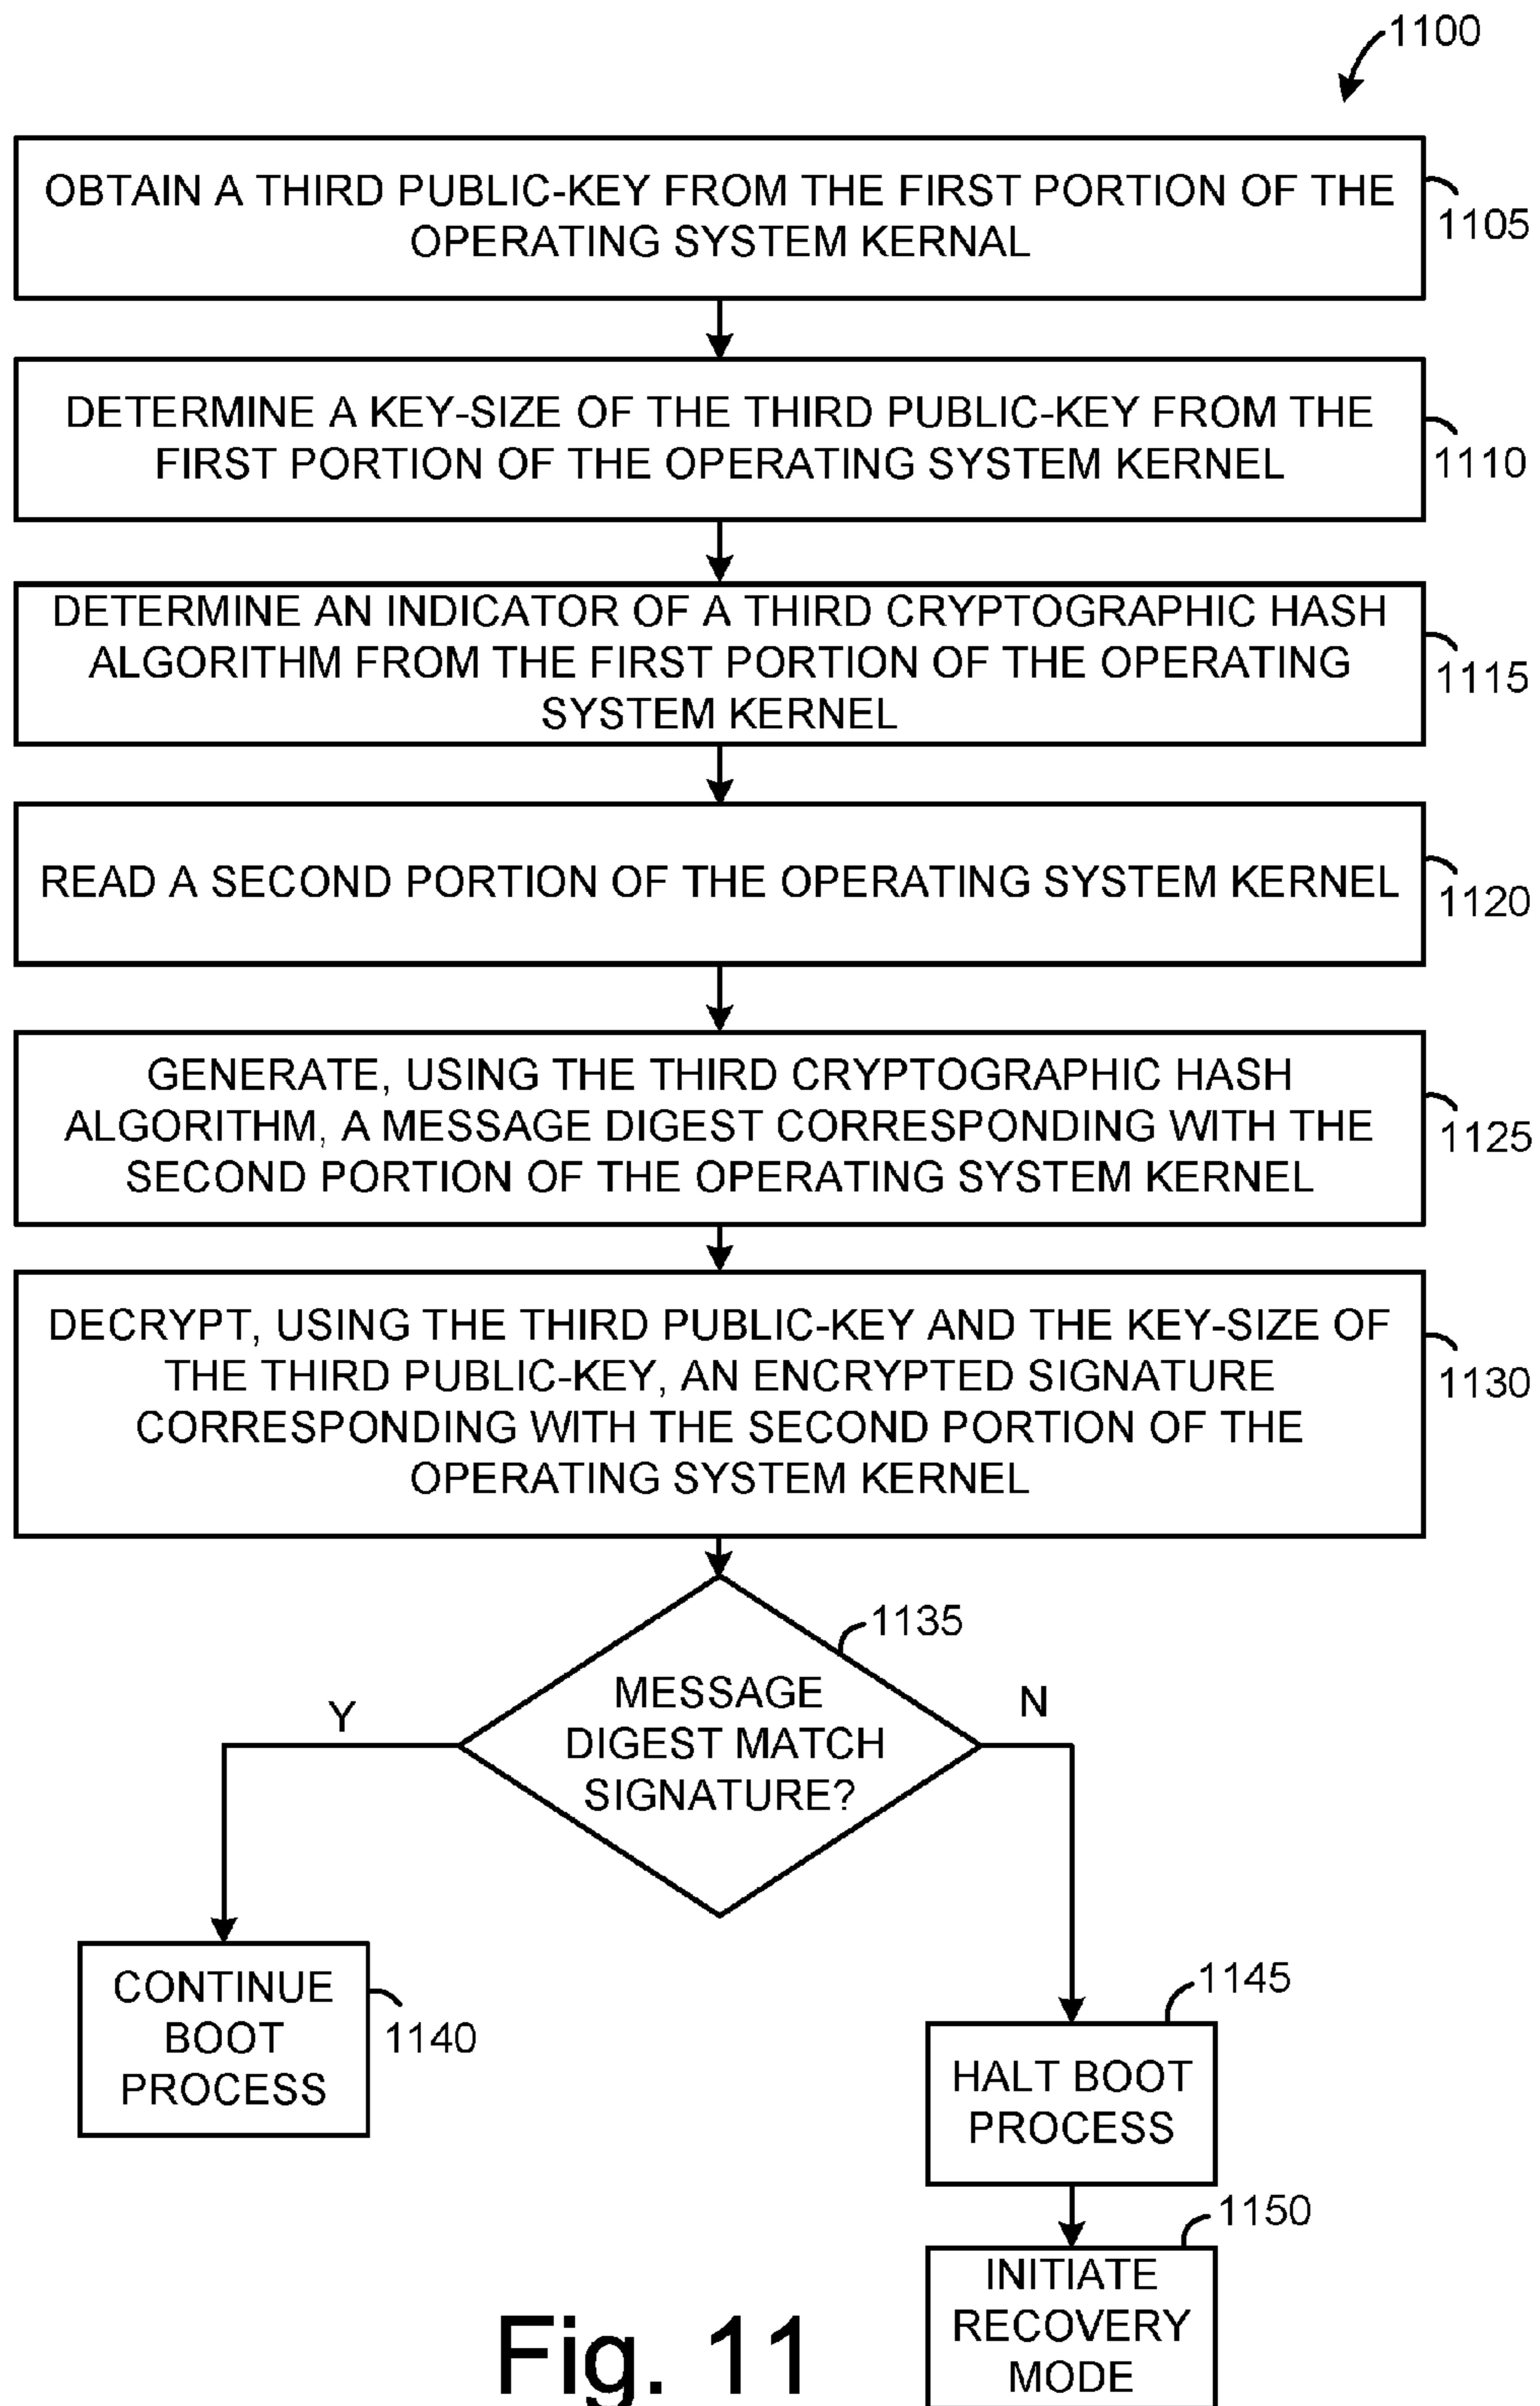 1100
OBTAIN A THIRD PUBLIC-KEY FROM THE FIRST PORTION OF THE
OPERATING SYSTEM KERNAL
1105
DETERMINE A KEY-SIZE OF THE THIRD PUBLIC-KEY FROM THE
FIRST PORTION OF THE OPERATING SYSTEM KERNEL
1110
DETERMINE AN INDICATOR OF A THIRD CRYPTOGRAPHIC HASH
ALGORITHM FROM THE FIRST PORTION OF THE OPERATING
SYSTEM KERNEL
1115
READ A SECOND PORTION OF THE OPERATING SYSTEM KERNEL
1120
GENERATE, USING THE THIRD CRYPTOGRAPHIC HASH
ALGORITHM, A MESSAGE DIGEST CORRESPONDING WITH THE
SECOND PORTION OF THE OPERATING SYSTEM KERNEL
1125
DECRYPT, USING THE THIRD PUBLIC-KEY AND THE KEY-SIZE OF
THE THIRD PUBLIC-KEY, AN ENCRYPTED SIGNATURE
CORRESPONDING WITH THE SECOND PORTION OF THE
OPERATING SYSTEM KERNEL
1130
1135
MESSAGE
DIGEST MATCH
SIGNATURE?
Y
N
CONTINUE
BOOT
PROCESS
1140
1145
HALT BOOT
PROCESS
1150
INITIATE
RECOVERY
MODE
Fig. 11